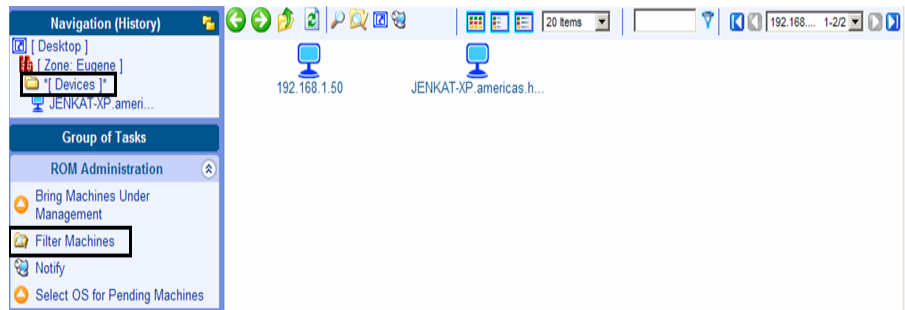 Navigation (History)
[ Desktop ]
[ Zone: Eugene ]
*[ Devices ]*
JENKAT-XP.ameri...
Group of Tasks
ROM Administration
Bring Machines Under
Management
Filter Machines
Notify
Select OS for Pending Machines
20 Items
192.168.... 1-2/2
192.168.1.50
JENKAT-XP.americas.h...